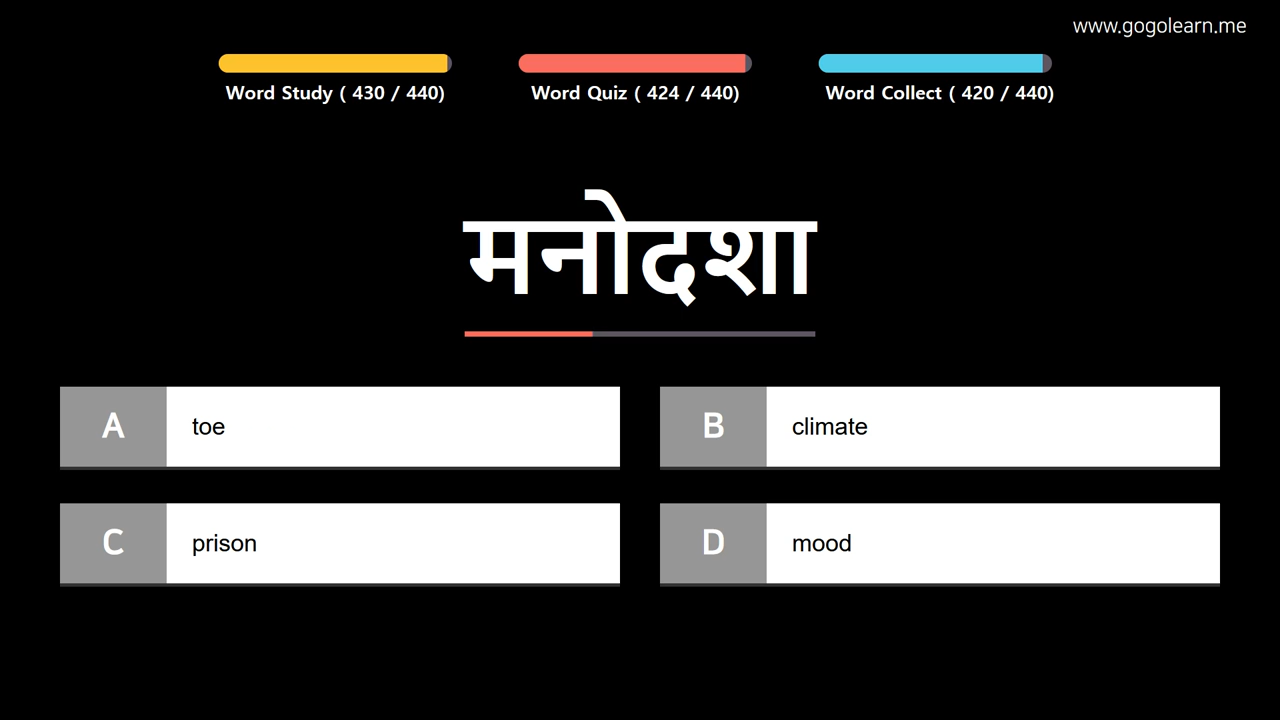 www.gogolearn.me
Word Study ( 430 / 440)
Word Quiz ( 424 / 440)
Word Collect ( 420 / 440)
मनोदशा
A toe
B climate
C prison
D mood